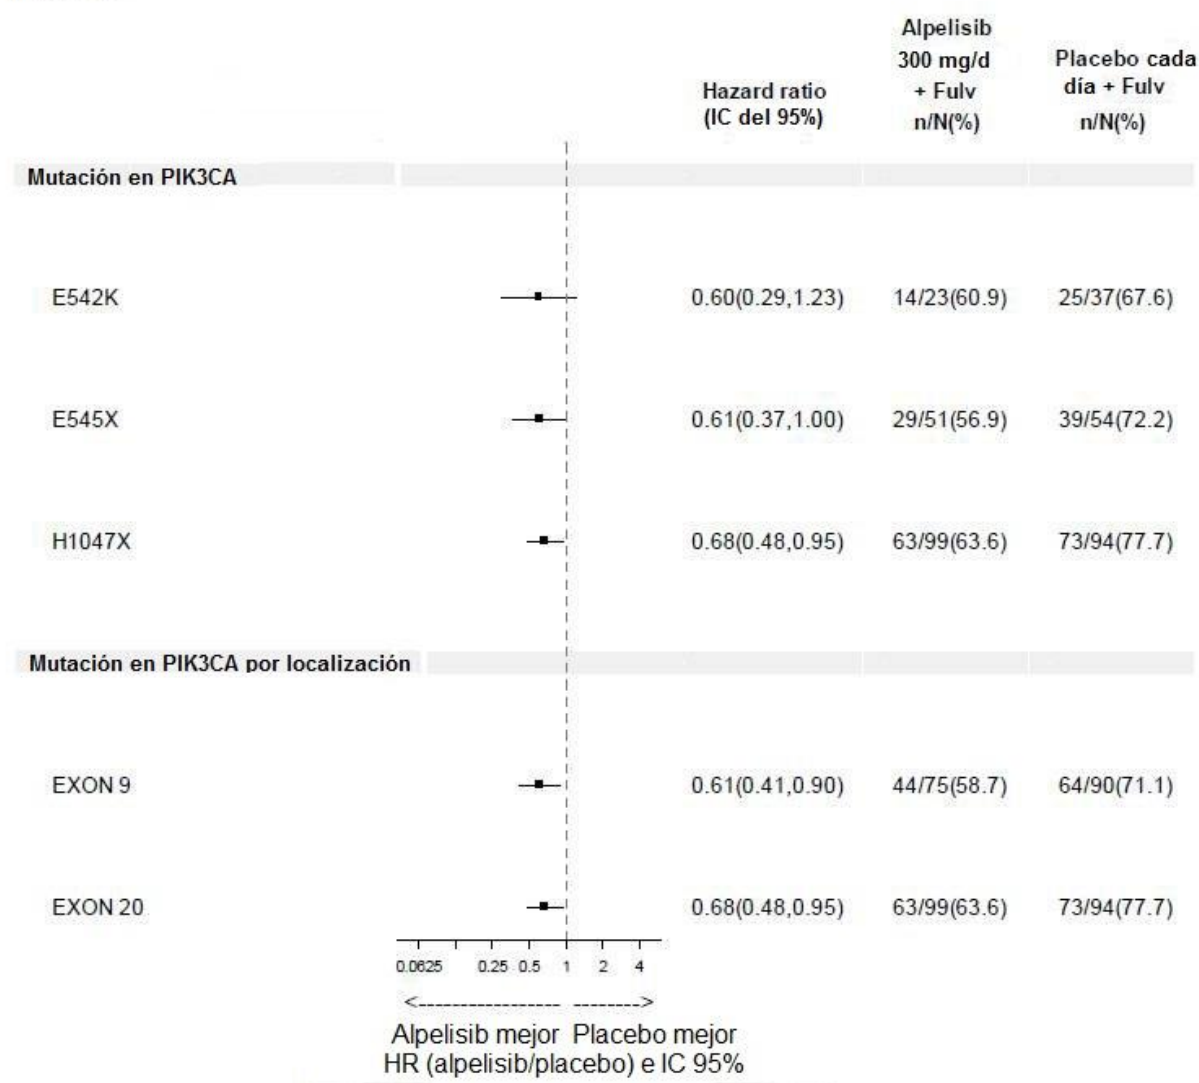 Hazard ratio
(IC del 95%)
Alpelisib
300 mg/d
+ Fulv
n/N(%)
Placebo cada
día + Fulv
n/N(%)
Mutación en PIK3CA
E542K 0.60(0.29,1.23) 14/23(60.9) 25/37(67.6)
E545X 0.61(0.37,1.00) 29/51(56.9) 39/54(72.2)
H1047X 0.68(0.48,0.95) 63/99(63.6) 73/94(77.7)
Mutación en PIK3CA por localización
EXON 9 0.61(0.41,0.90) 44/75(58.7) 64/90(71.1)
EXON 20 0.68(0.48,0.95) 63/99(63.6) 73/94(77.7)
0.0625 0.25 0.5 1 2 4
<----------------- -------->
Alpelisib mejor Placebo mejor
HR (alpelisib/placebo) e IC 95%